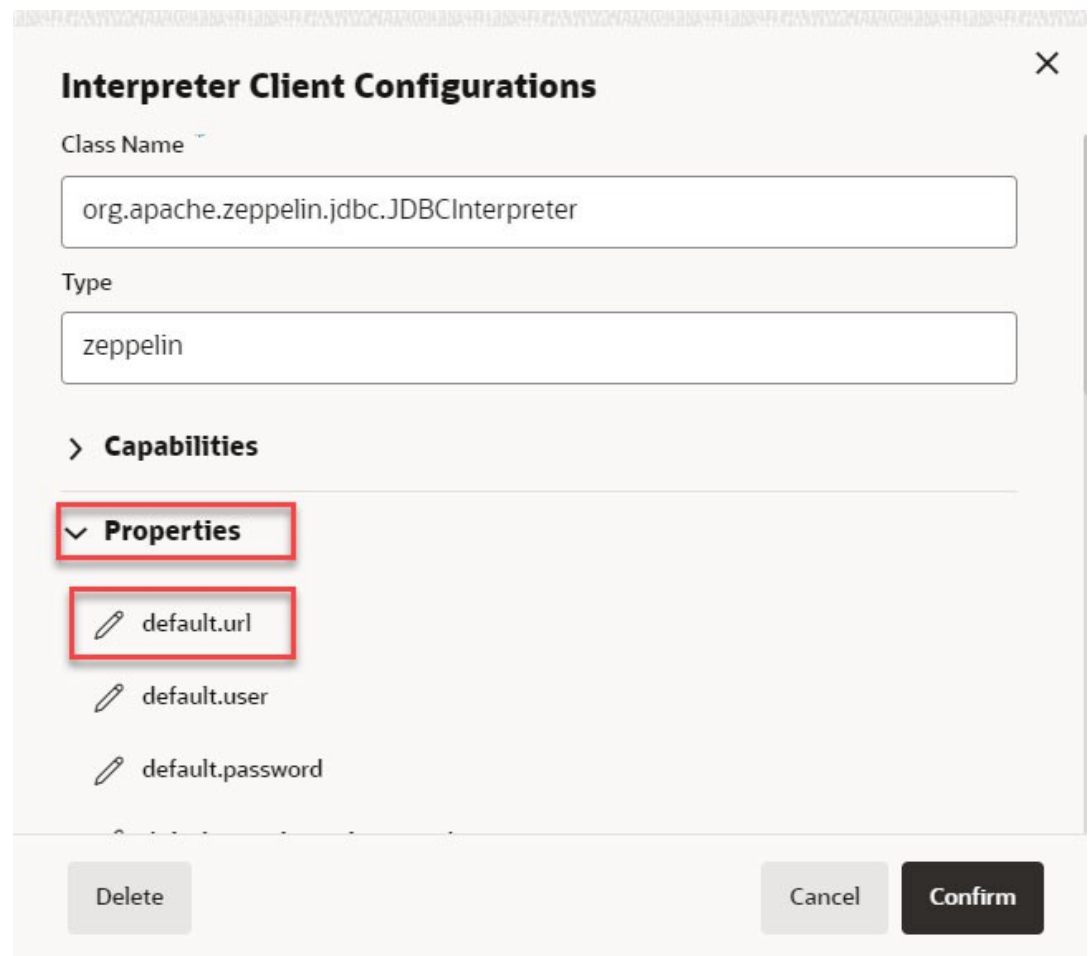 Interpreter Client Configurations
Class Name *
org.apache.zeppelin.jdbc.JDBCInterpreter
Type
zeppelin
Capabilities
Properties
default.url
default.user
default.password
Delete
Cancel Confirm